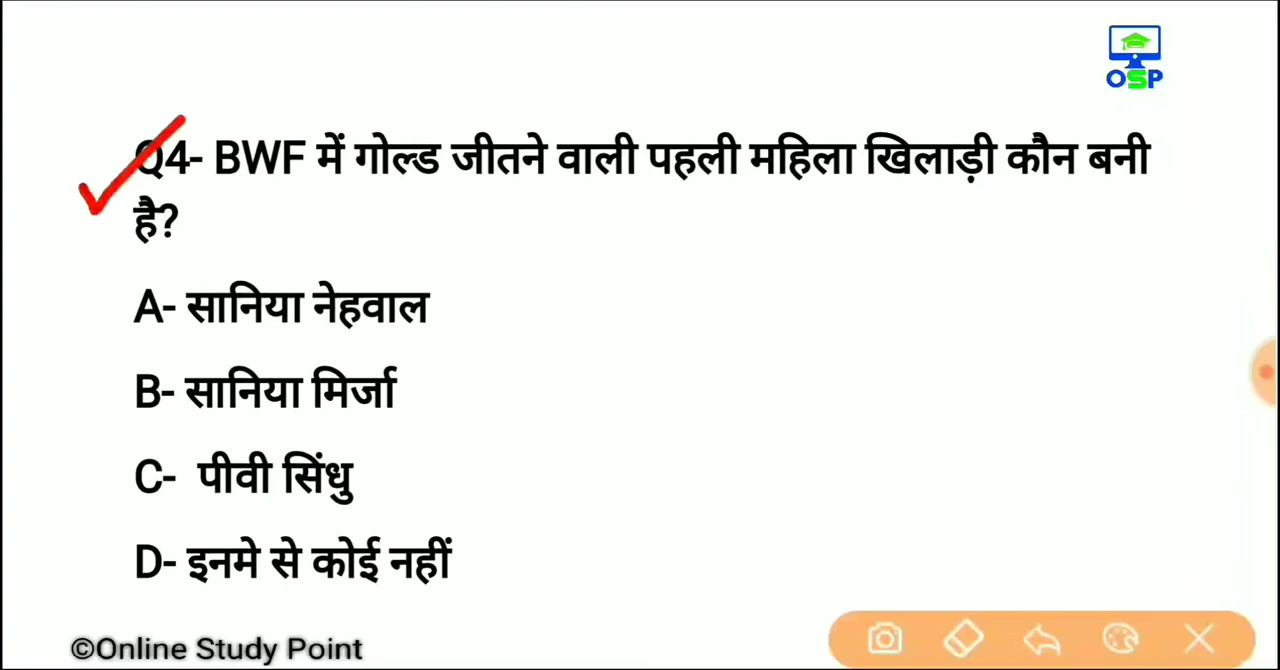 OSP
Q4- BWF में गोल्ड जीतने वाली पहली महिला खिलाड़ी कौन बनी
है?
A- सानिया नेहवाल
B- सानिया मिर्जा
C- पीवी सिंधु
D- इनमे से कोई नहीं
©Online Study Point